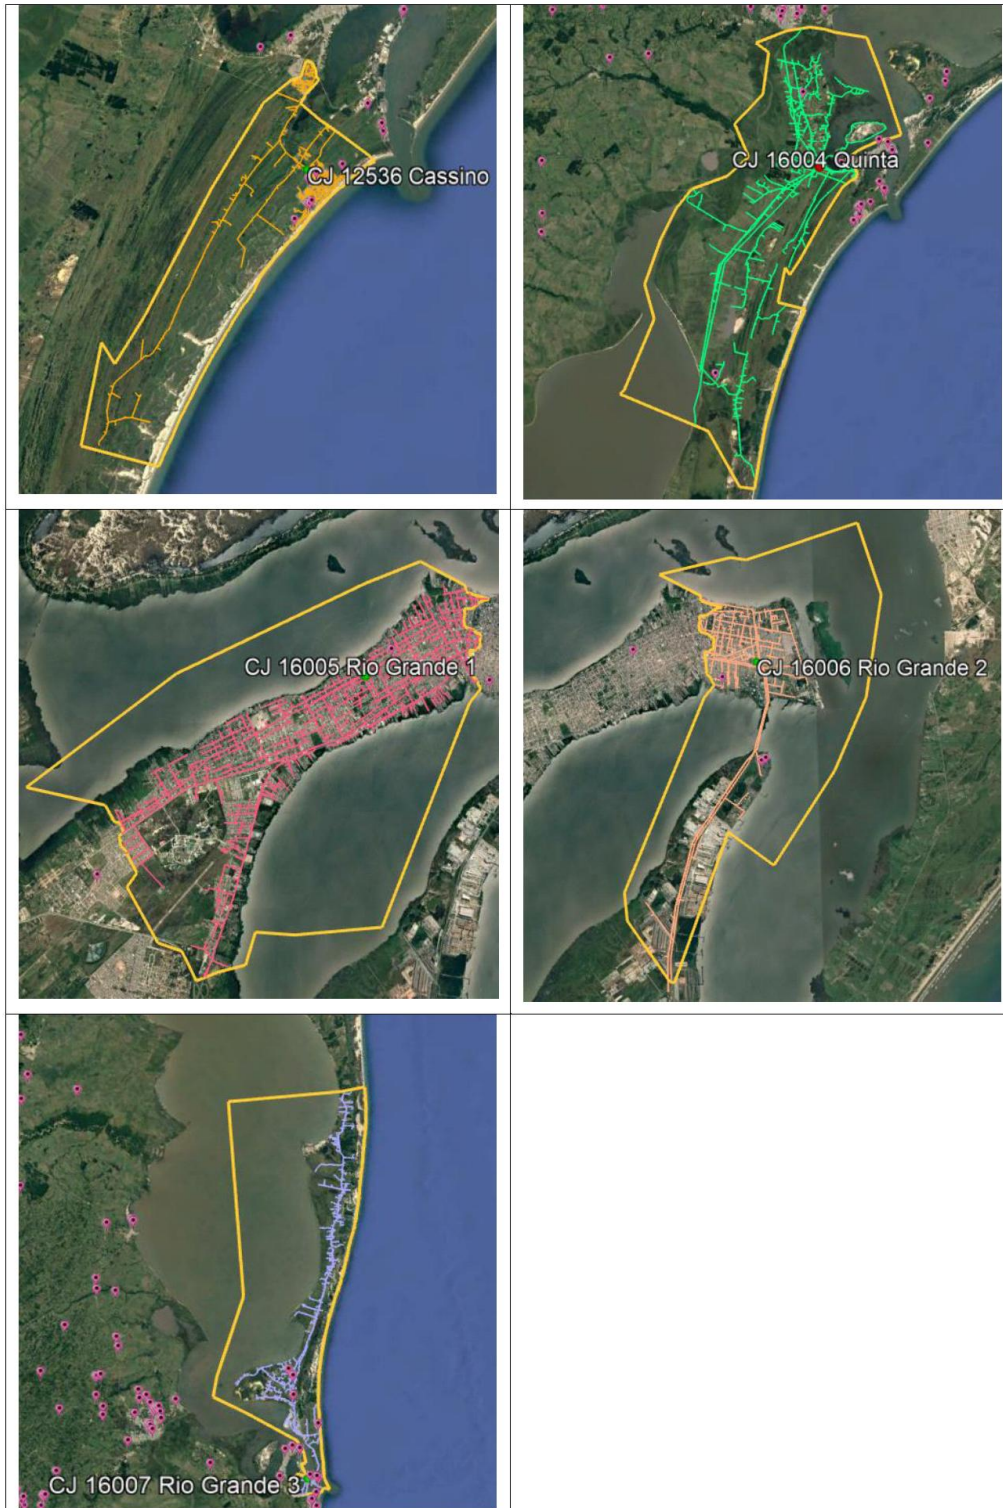 CJ 12536 Cassino
CJ 16004 Quinta
CJ 16005 Rio Grande 1
CJ 16006 Rio Grande 2
CJ 16007 Rio Grande 3